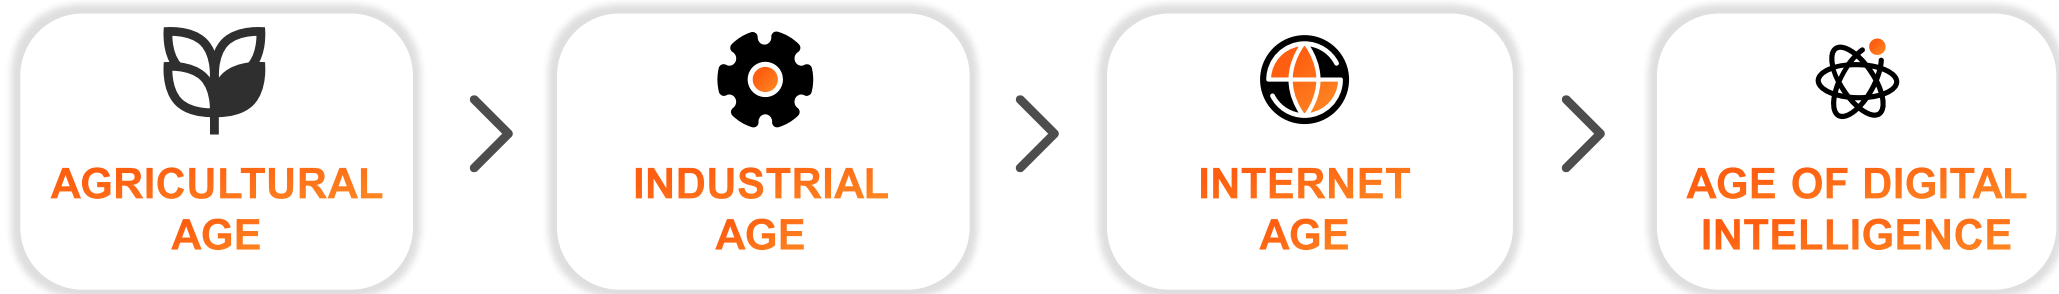 AGRICULTURAL
AGE
INDUSTRIAL
AGE
INTERNET
AGE
AGE OF DIGITAL
INTELLIGENCE